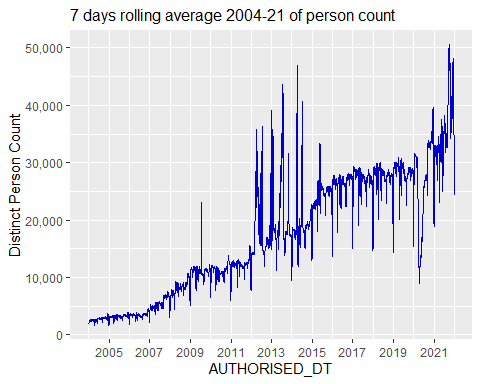 7 days rolling average 2004-21 of person count
Distinct Person Count
50,000
40,000
30,000
20,000
10,000
0
2005 2007 2009 2011 2013 2015 2017 2019 2021
AUTHORISED_DT